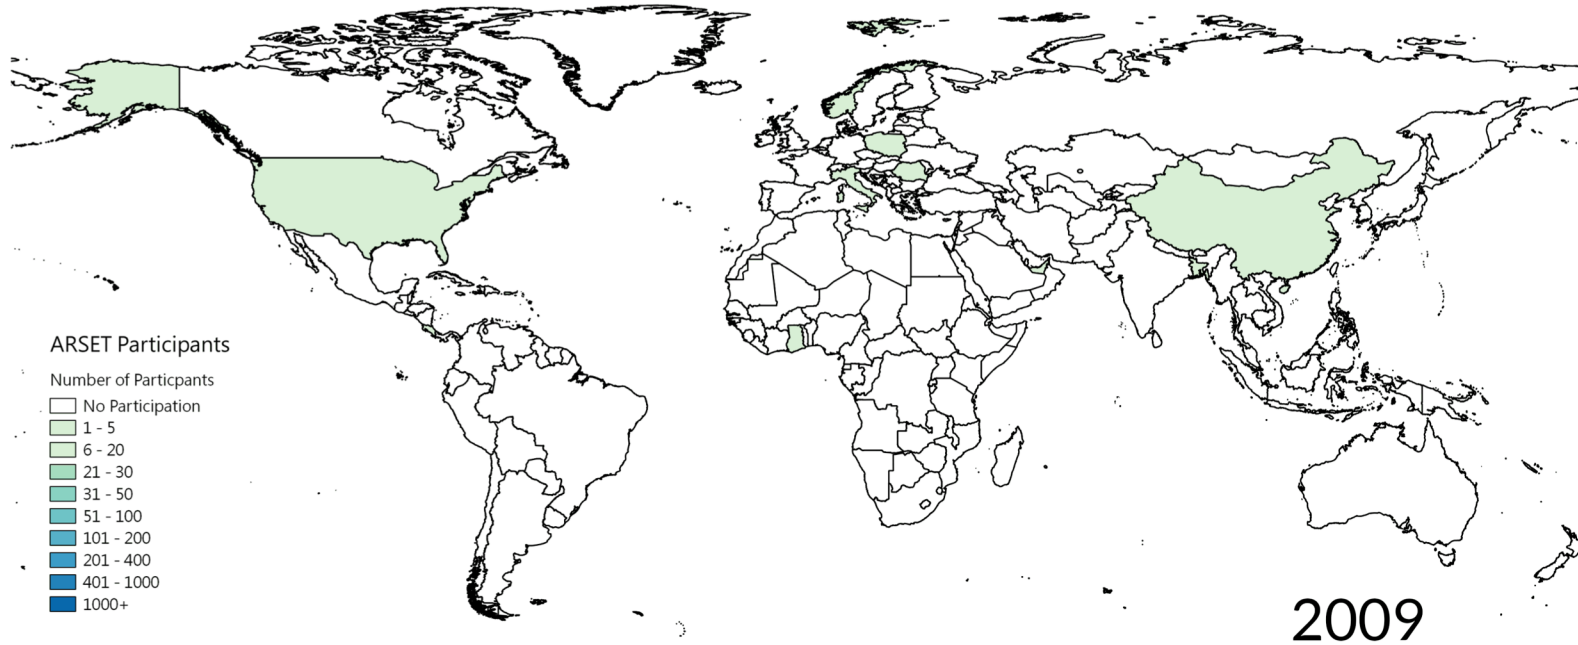 ARSET Participants
Number of Particpants
No Participation
1 - 5
6 - 20
21 - 30
31 - 50
51 - 100
101 - 200
201 - 400
401 - 1000
1000+
2009